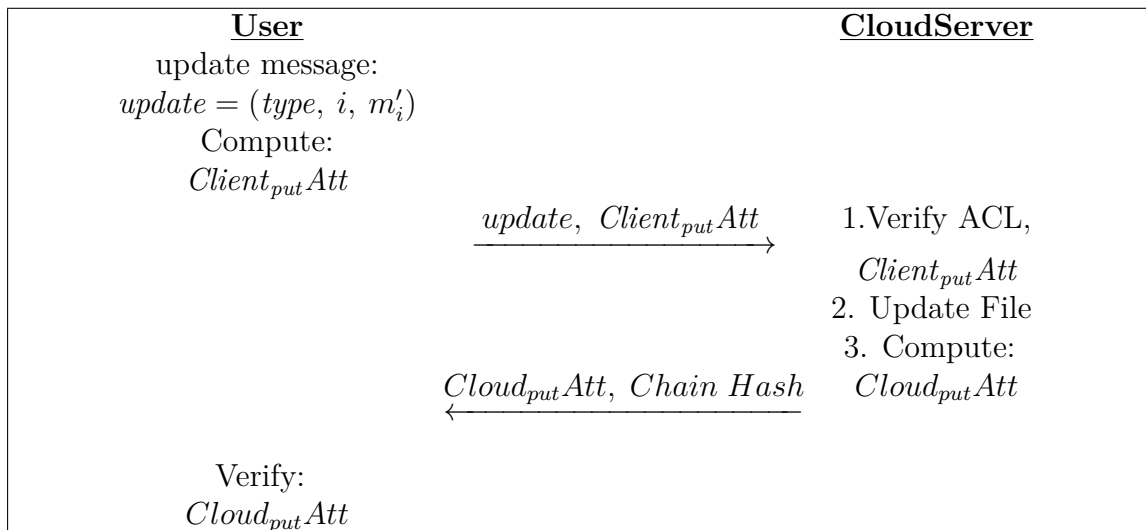 User CloudServer
update message:
update = (type, i, m′ᵢ)
Compute:
Client_put Att
update, Client_put Att 1.Verify ACL,
Client_put Att
2. Update File
3. Compute:
Cloud_put Att, Chain Hash Cloud_put Att
Verify:
Cloud_put Att